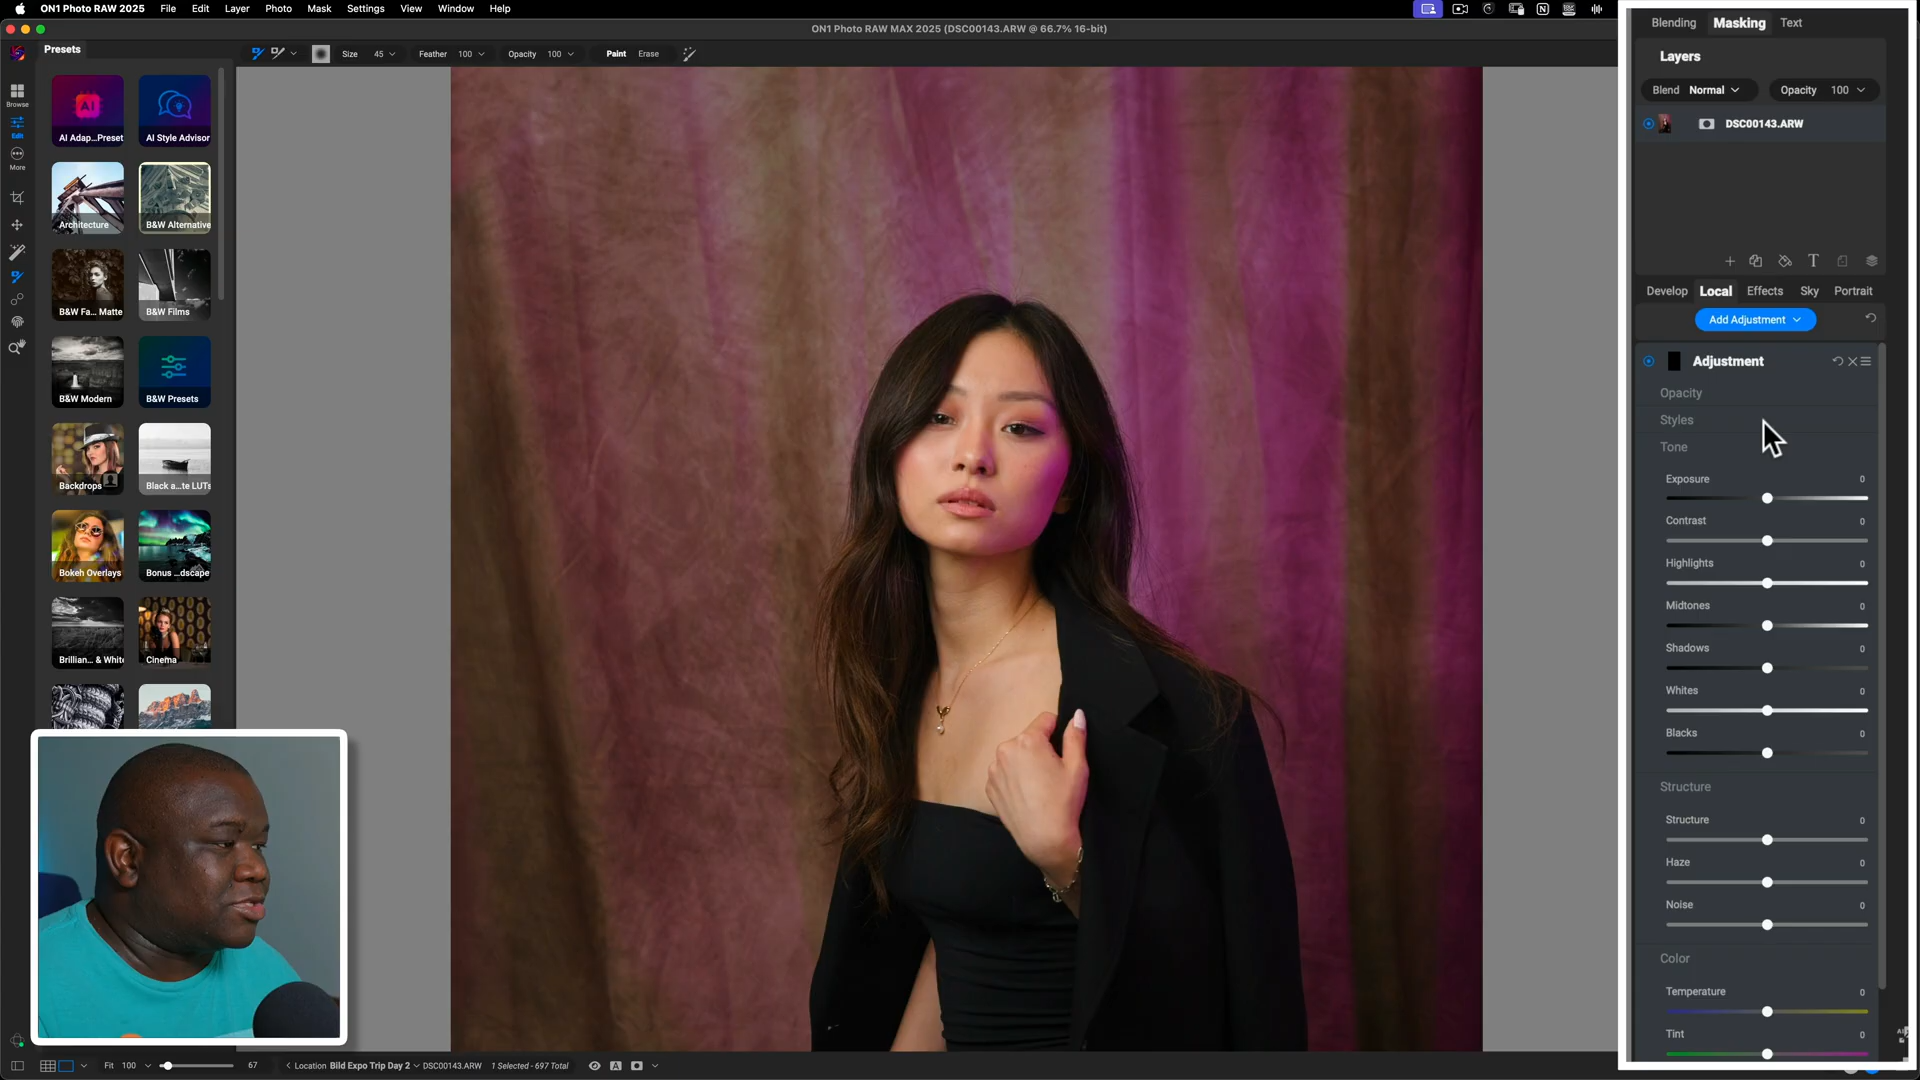 ON1 Photo RAW 2025 File Edit Layer Photo Mask Settings View Window Help
ON1 Photo RAW MAX 2025 (DSC00143.ARW @ 66.7% 16-bit)
Presets
Size 45 Feather 100 Opacity 100 Paint Erase
Browse
Edit
More
AI
AI Adap...Preset
AI Style Advisor
Architecture
B&W Alternative
B&W Fa... Matte
B&W Films
B&W Modern
B&W Presets
Backdrops
Black a...te LUTs
Bokeh Overlays
Bonus ...dscape
Brillian... & White
Cinema
Fit 100 67 Location Bild Expo Trip Day 2 DSC00143.ARW 1 Selected - 697 Total
Blending Masking Text
Layers
Blend Normal Opacity 100
DSC00143.ARW
Develop Local Effects Sky Portrait
Add Adjustment
Adjustment
Opacity
Styles
Tone
Exposure 0
Contrast 0
Highlights 0
Midtones 0
Shadows 0
Whites 0
Blacks 0
Structure
Structure 0
Haze 0
Noise 0
Color
Temperature 0
Tint 0